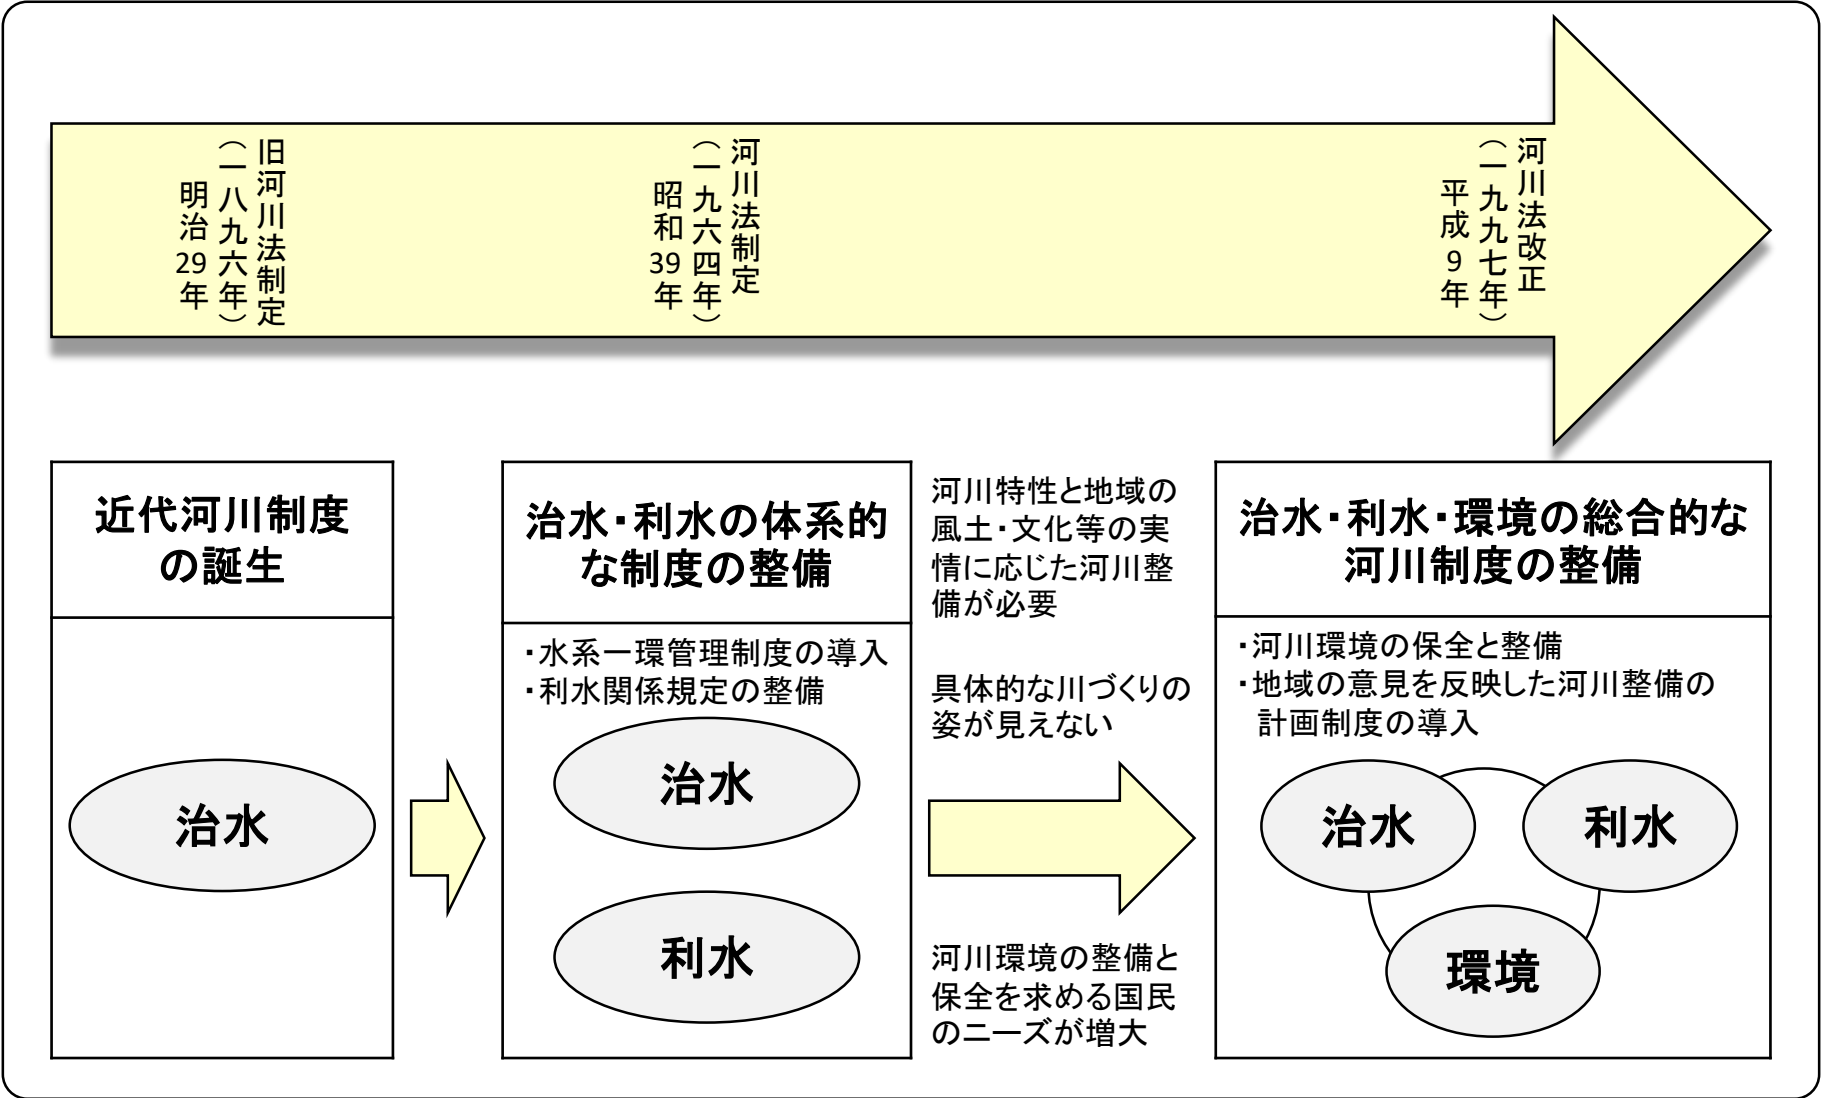 旧河川法制定
（一八九六年）
明治29年
河川法制定
（一九六四年）
昭和39年
河川法改正
（一九九七年）
平成９年
近代河川制度
の誕生
治水
治水・利水の体系的
な制度の整備
・水系一環管理制度の導入
・利水関係規定の整備
治水
利水
河川特性と地域の
風土・文化等の実
情に応じた河川整
備が必要
具体的な川づくりの
姿が見えない
河川環境の整備と
保全を求める国民
のニーズが増大
治水・利水・環境の総合的な
河川制度の整備
・河川環境の保全と整備
・地域の意見を反映した河川整備の
計画制度の導入
治水
利水
環境